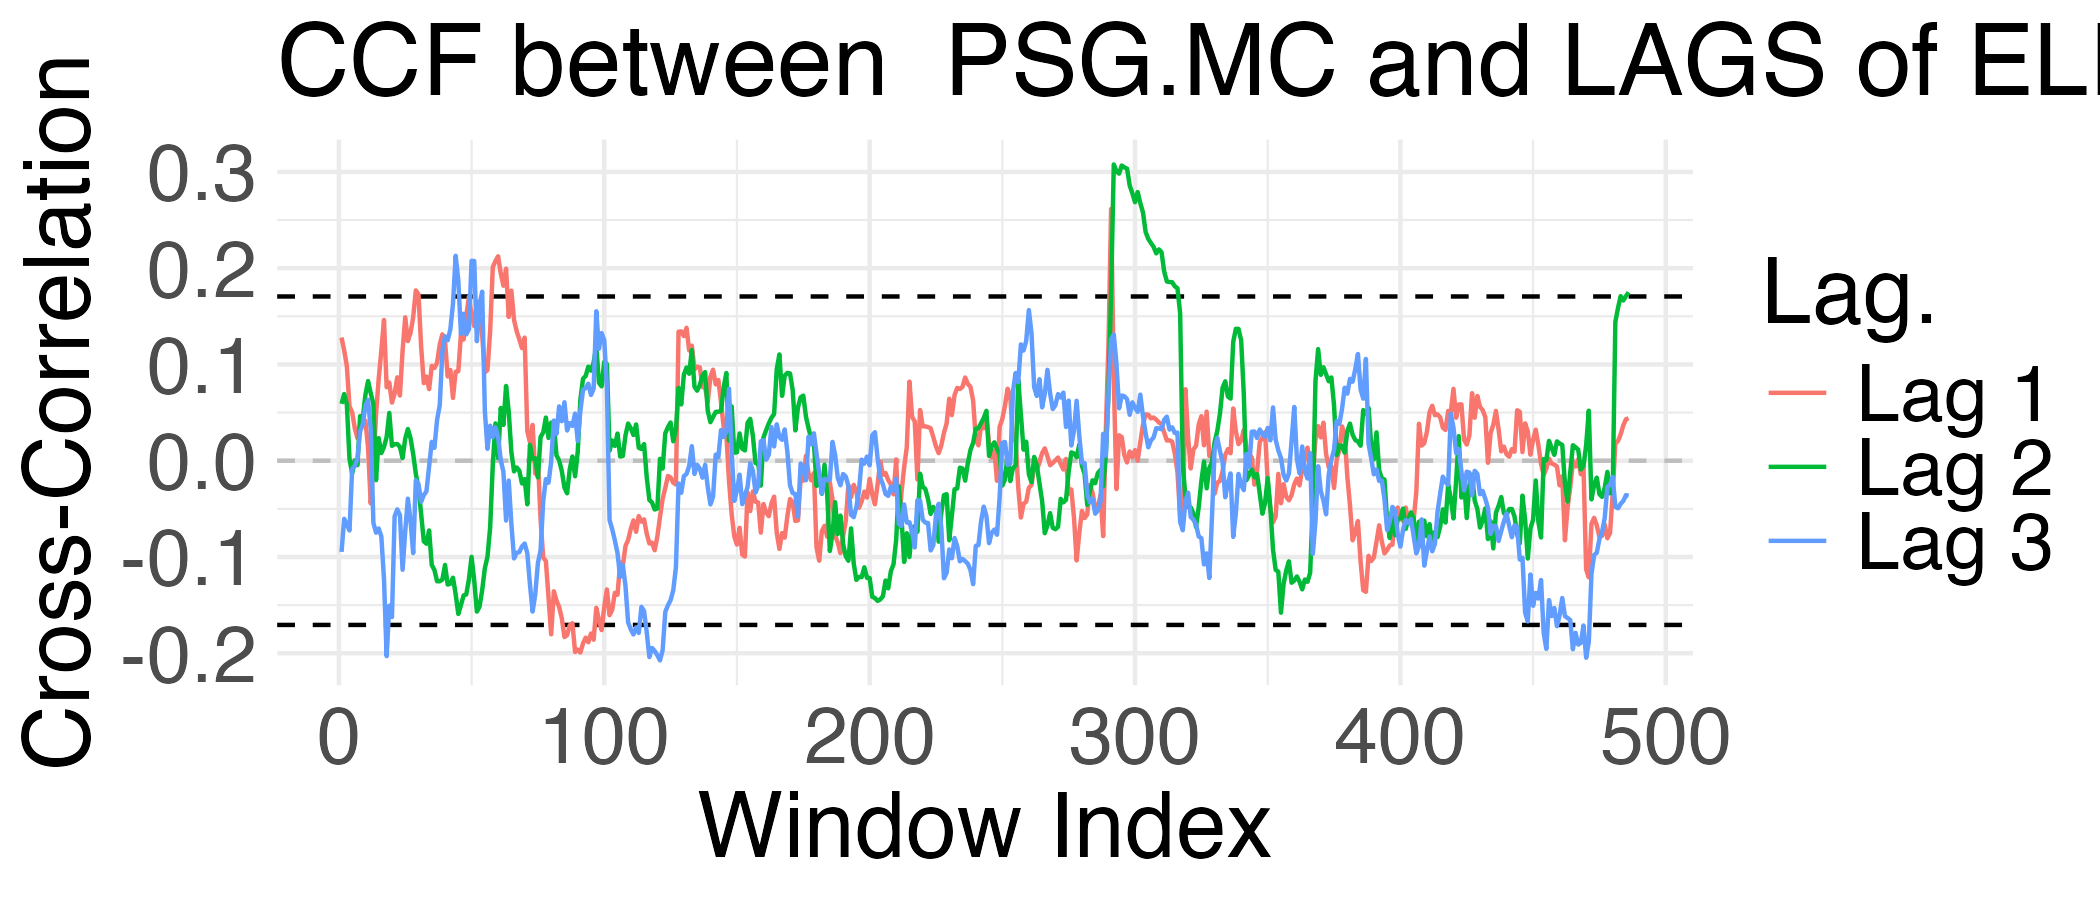 CCF between PSG.MC and LAGS of
Cross-Correlation
0.3
0.2
0.1
0.0
-0.1
-0.2
0
100
200
300
400
500
Window Index
Lag.
Lag 1
Lag 2
Lag 3